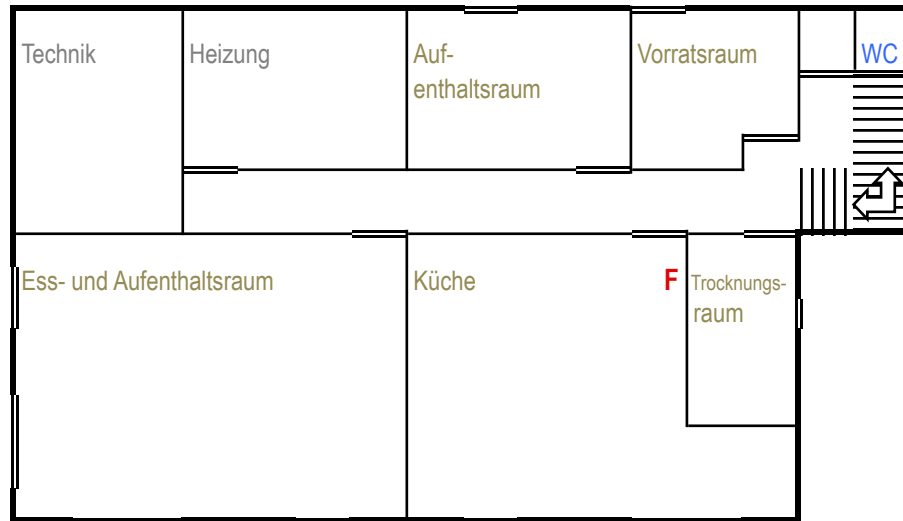 Technik
Heizung
Auf-
enthaltsraum
Vorratsraum
WC
Ess- und Aufenthaltsraum
Küche
F
Trocknungs-
raum